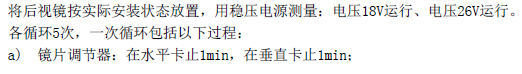 将后视镜按实际安装状态放置，用稳压电源测量：电压18V运行、电压26V运行。
各循环5次，一次循环包括以下过程：
a) 镜片调节器：在水平卡止1min，在垂直卡止1min；